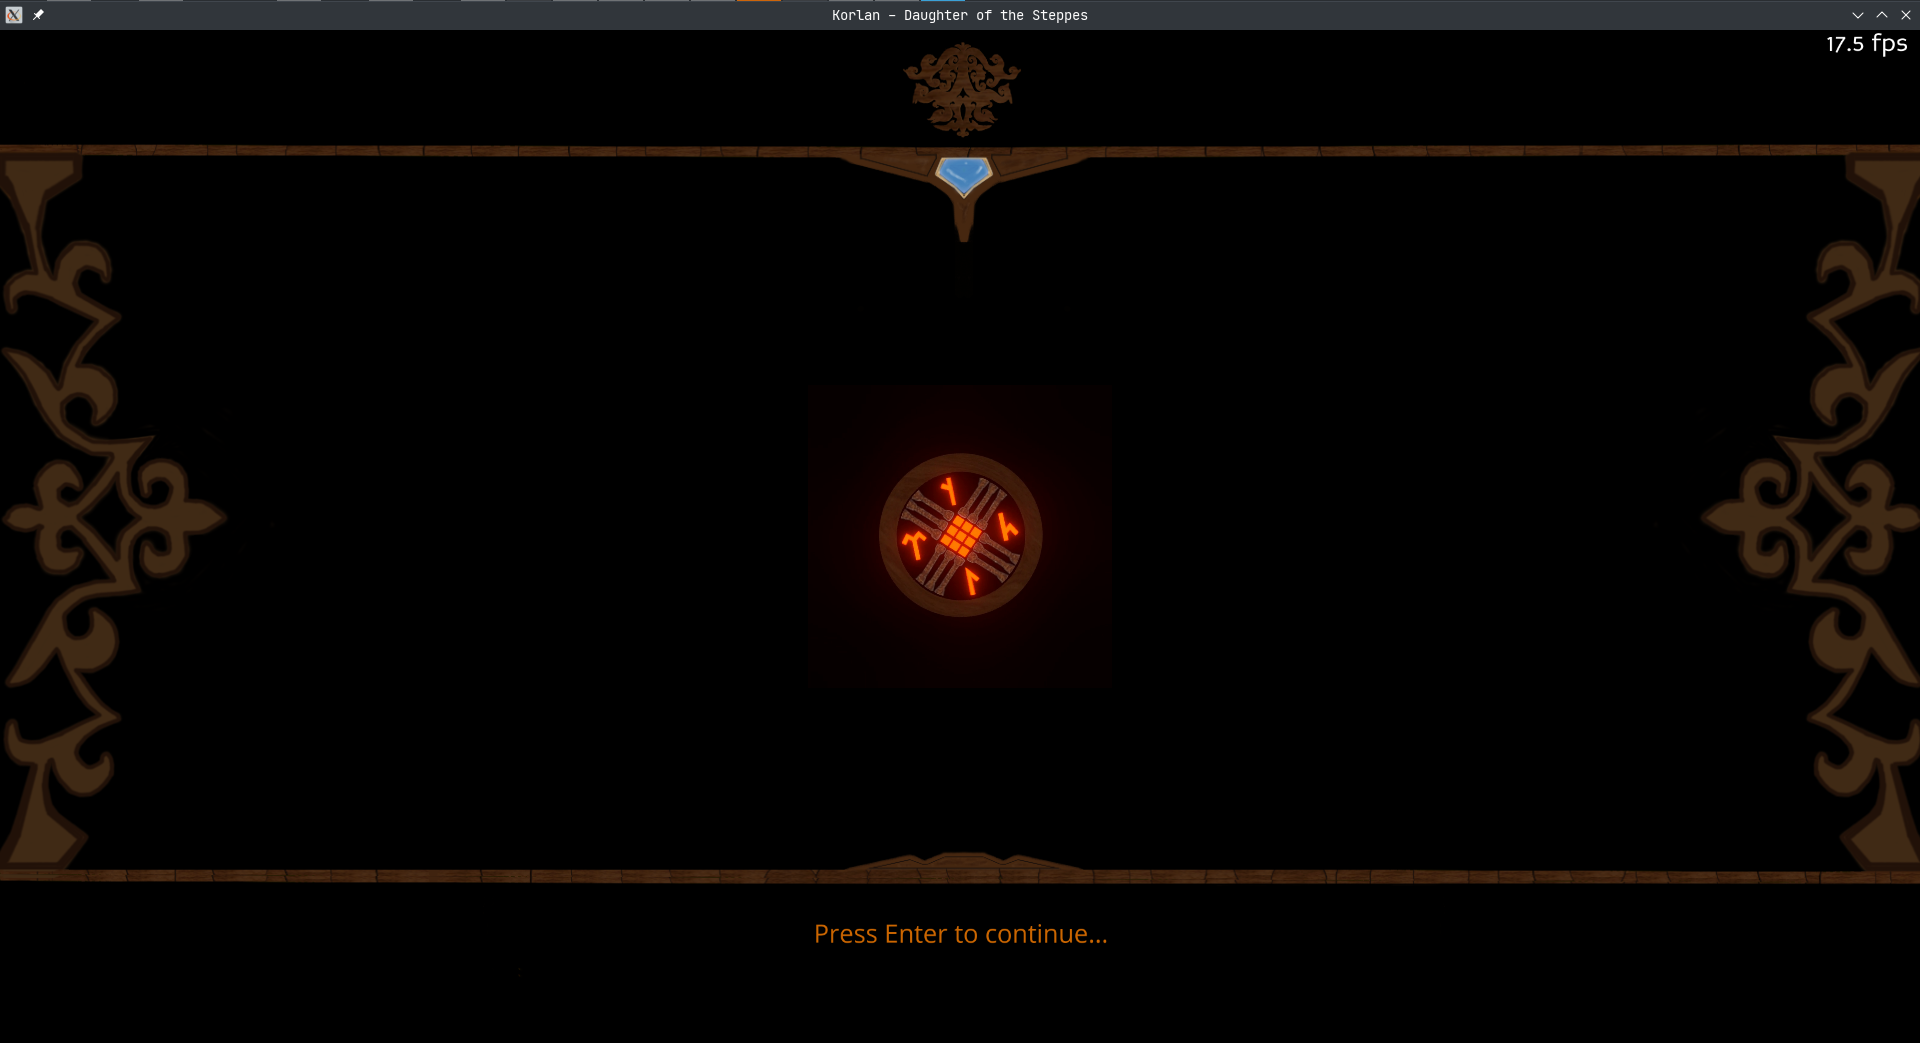 Korlan – Daughter of the Steppes
17.5 fps
Press Enter to continue...